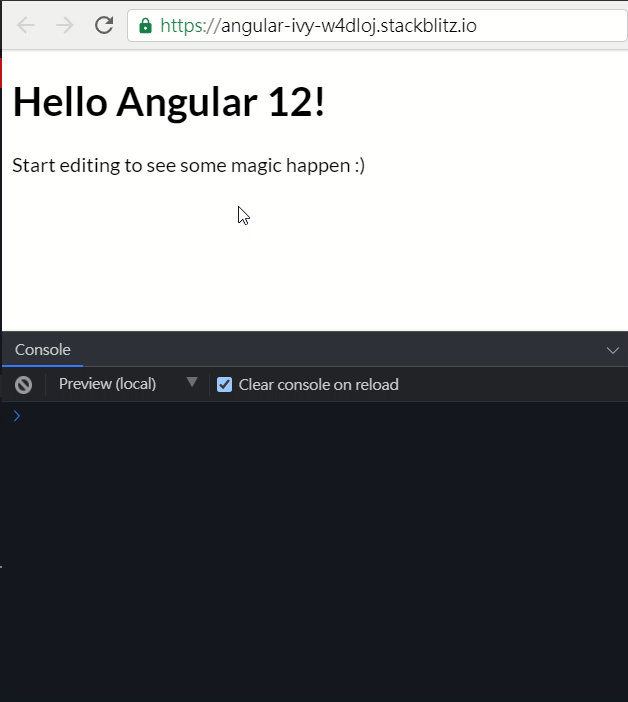 https://angular-ivy-w4dloj.stackblitz.io
Hello Angular 12!
Start editing to see some magic happen :)
Console
Preview (local)
Clear console on reload